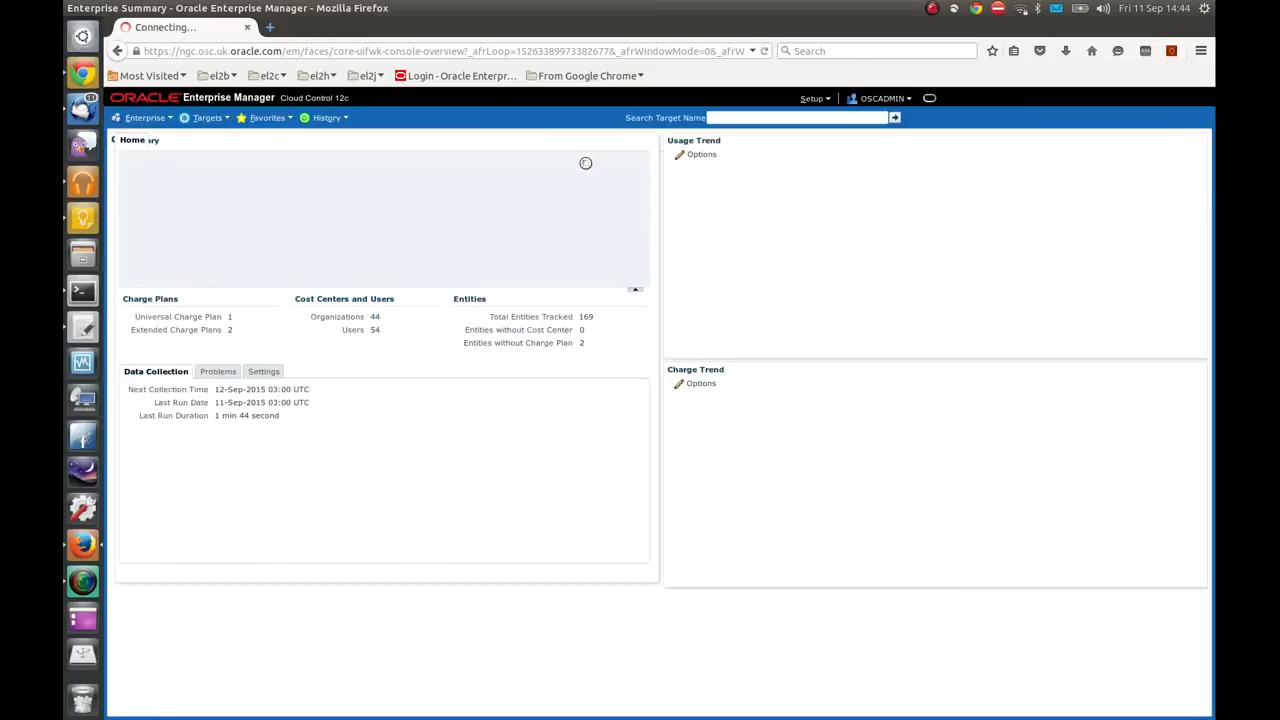 Enterprise Summary - Oracle Enterprise Manager - Mozilla Firefox
Fri 11 Sep 14:44
Connecting...
https://ngc.osc.uk.oracle.com/em/faces/core-uifwk-console-overview?_afrLoop=15263389973382677&_afrWindowMode=0&_afrW
Search
Most Visited
el2b
el2c
el2h
el2j
Login - Oracle Enterpr...
From Google Chrome
ORACLE Enterprise Manager Cloud Control 12c
Setup
OSCADMIN
Enterprise
Targets
Favorites
History
Search Target Name
Home
ry
Usage Trend
Options
Charge Plans
Universal Charge Plan 1
Extended Charge Plans 2
Cost Centers and Users
Organizations 44
Users 54
Entities
Total Entities Tracked 169
Entities without Cost Center 0
Entities without Charge Plan 2
Data Collection
Problems
Settings
Next Collection Time 12-Sep-2015 03:00 UTC
Last Run Date 11-Sep-2015 03:00 UTC
Last Run Duration 1 min 44 second
Charge Trend
Options